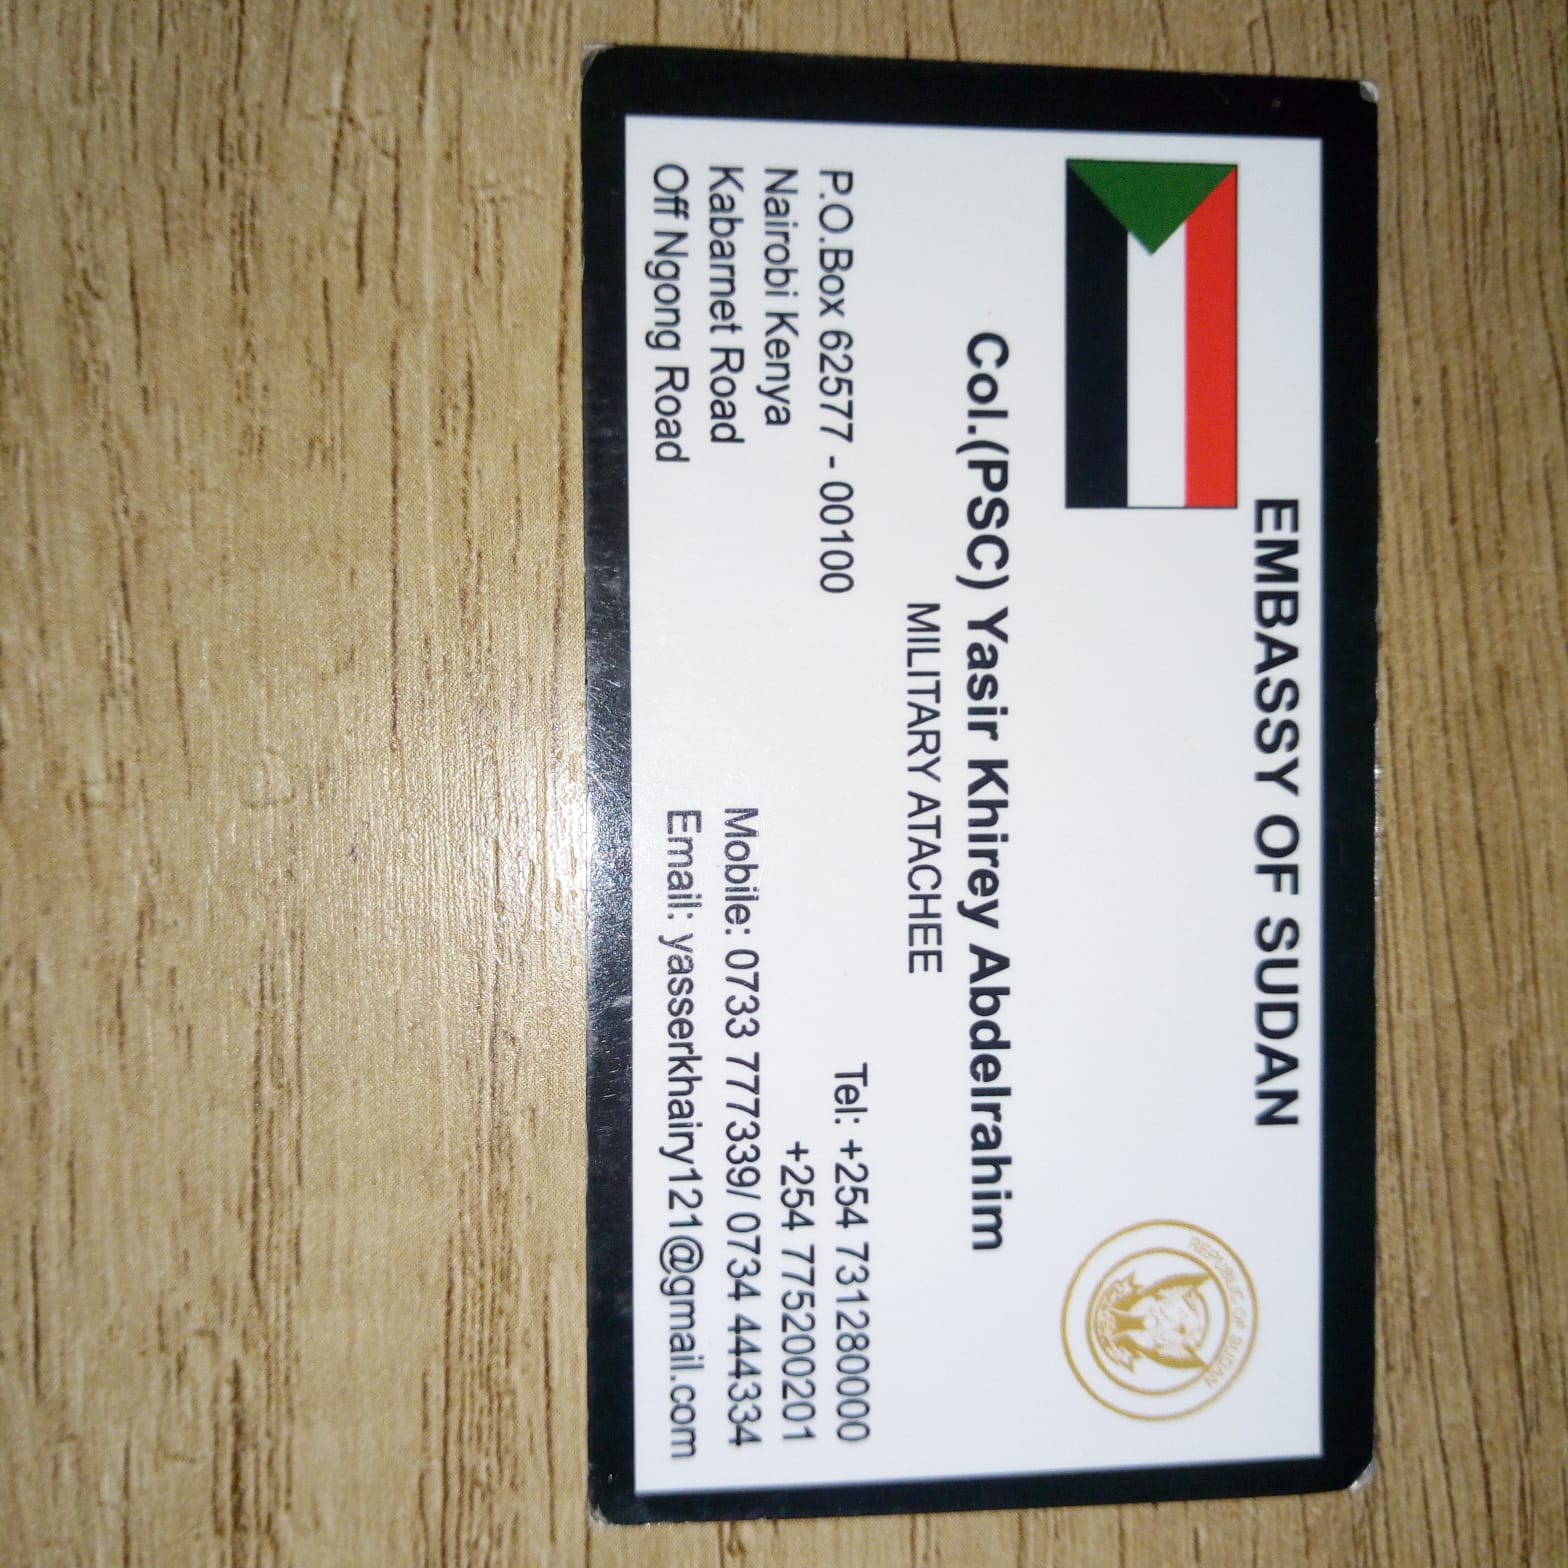 EMBASSY OF SUDAN
REPUBLIC OF SUDAN
Col.(PSC) Yasir Khirey Abdelrahim
MILITARY ATACHEE
P.O.Box 62577 - 00100
Nairobi Kenya
Kabarnet Road
Off Ngong Road
Tel: +254 731280000
+254 775200201
Mobile: 0733 777339/ 0734 444334
Email: yasserkhairy121@gmail.com